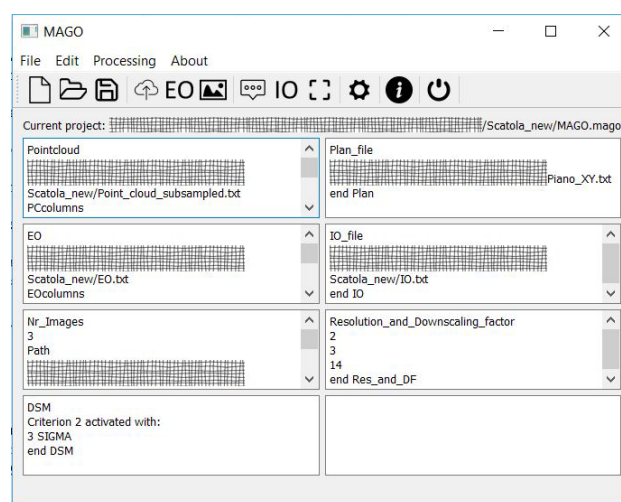 MAGO
File Edit Processing About
EO IO
Current project: /Scatola_new/MAGO.mago
Pointcloud
Scatola_new/Point_cloud_subsampled.txt
PCcolumns
Plan_file
Piano_XY.txt
end Plan
EO
Scatola_new/EO.txt
EOcolumns
IO_file
Scatola_new/IO.txt
end IO
Nr_Images
3
Path
Resolution_and_Downscaling_factor
2
3
14
end Res_and_DF
DSM
Criterion 2 activated with:
3 SIGMA
end DSM